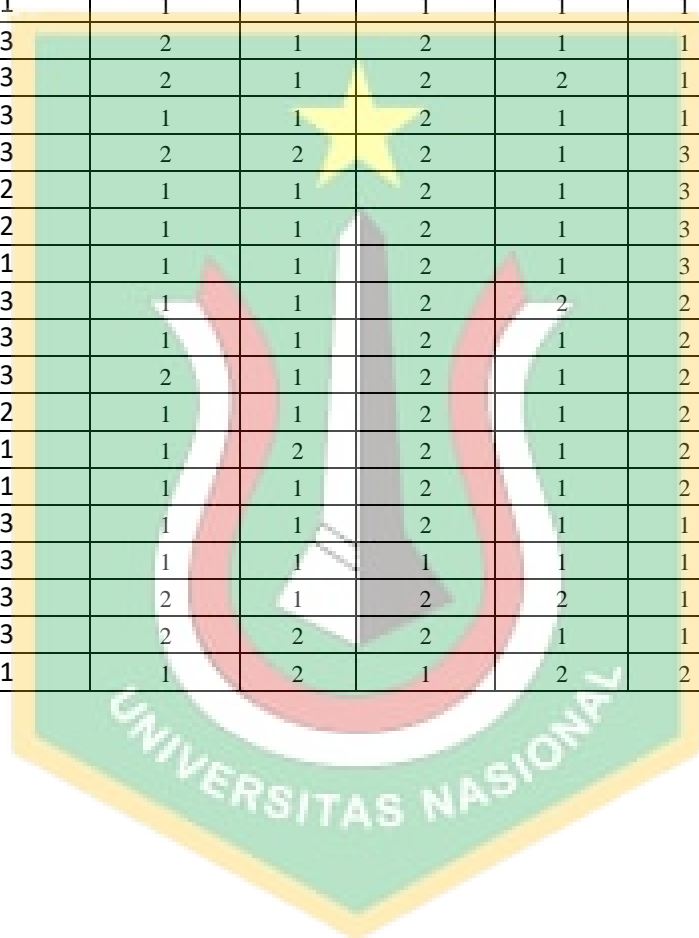 1 1 1 1 1 1
3 2 1 2 1 1
3 2 1 2 2 1
3 1 1 2 1 1
3 2 2 2 1 3
2 1 1 2 1 3
2 1 1 2 1 3
1 1 1 2 1 3
3 1 1 2 2 2
3 1 1 2 1 2
3 2 1 2 1 2
2 1 1 2 1 2
1 1 2 2 1 2
1 1 1 2 1 2
3 1 1 2 1 1
3 1 1 1 1 1
3 2 1 2 2 1
3 2 2 2 1 1
1 1 2 1 2 2
UNIVERSITAS NASIONAL